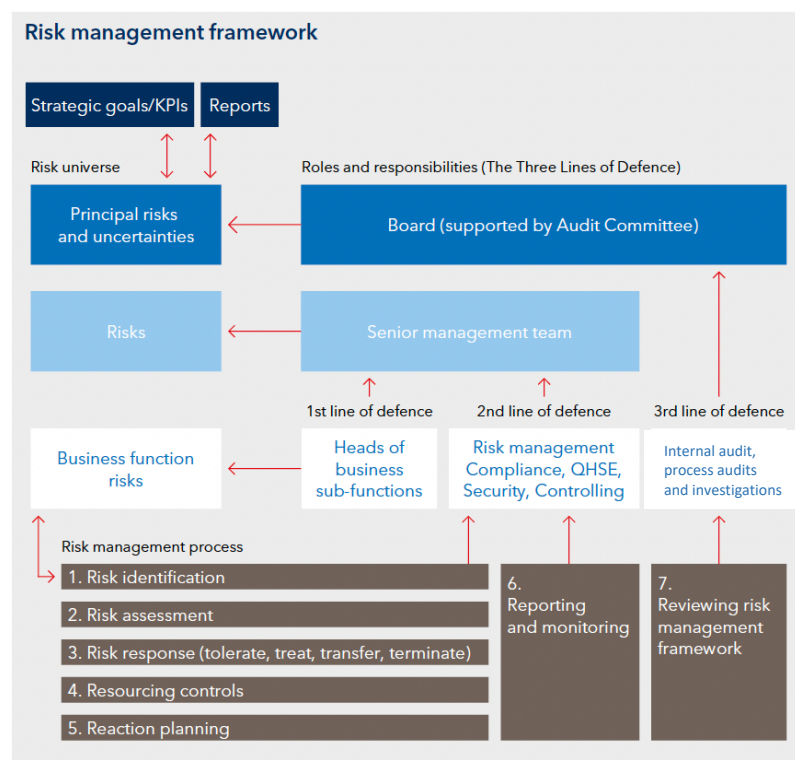 Risk management framework
Strategic goals/KPIs
Reports
Risk universe
Roles and responsibilities (The Three Lines of Defence)
Principal risks
and uncertainties
Board (supported by Audit Committee)
Risks
Senior management team
1st line of defence
2nd line of defence
3rd line of defence
Business function
risks
Heads of
business
sub-functions
Risk management
Compliance, QHSE,
Security, Controlling
Internal audit,
process audits
and investigations
Risk management process
1. Risk identification
2. Risk assessment
3. Risk response (tolerate, treat, transfer, terminate)
4. Resourcing controls
5. Reaction planning
6.
Reporting
and monitoring
7.
Reviewing risk
management
framework